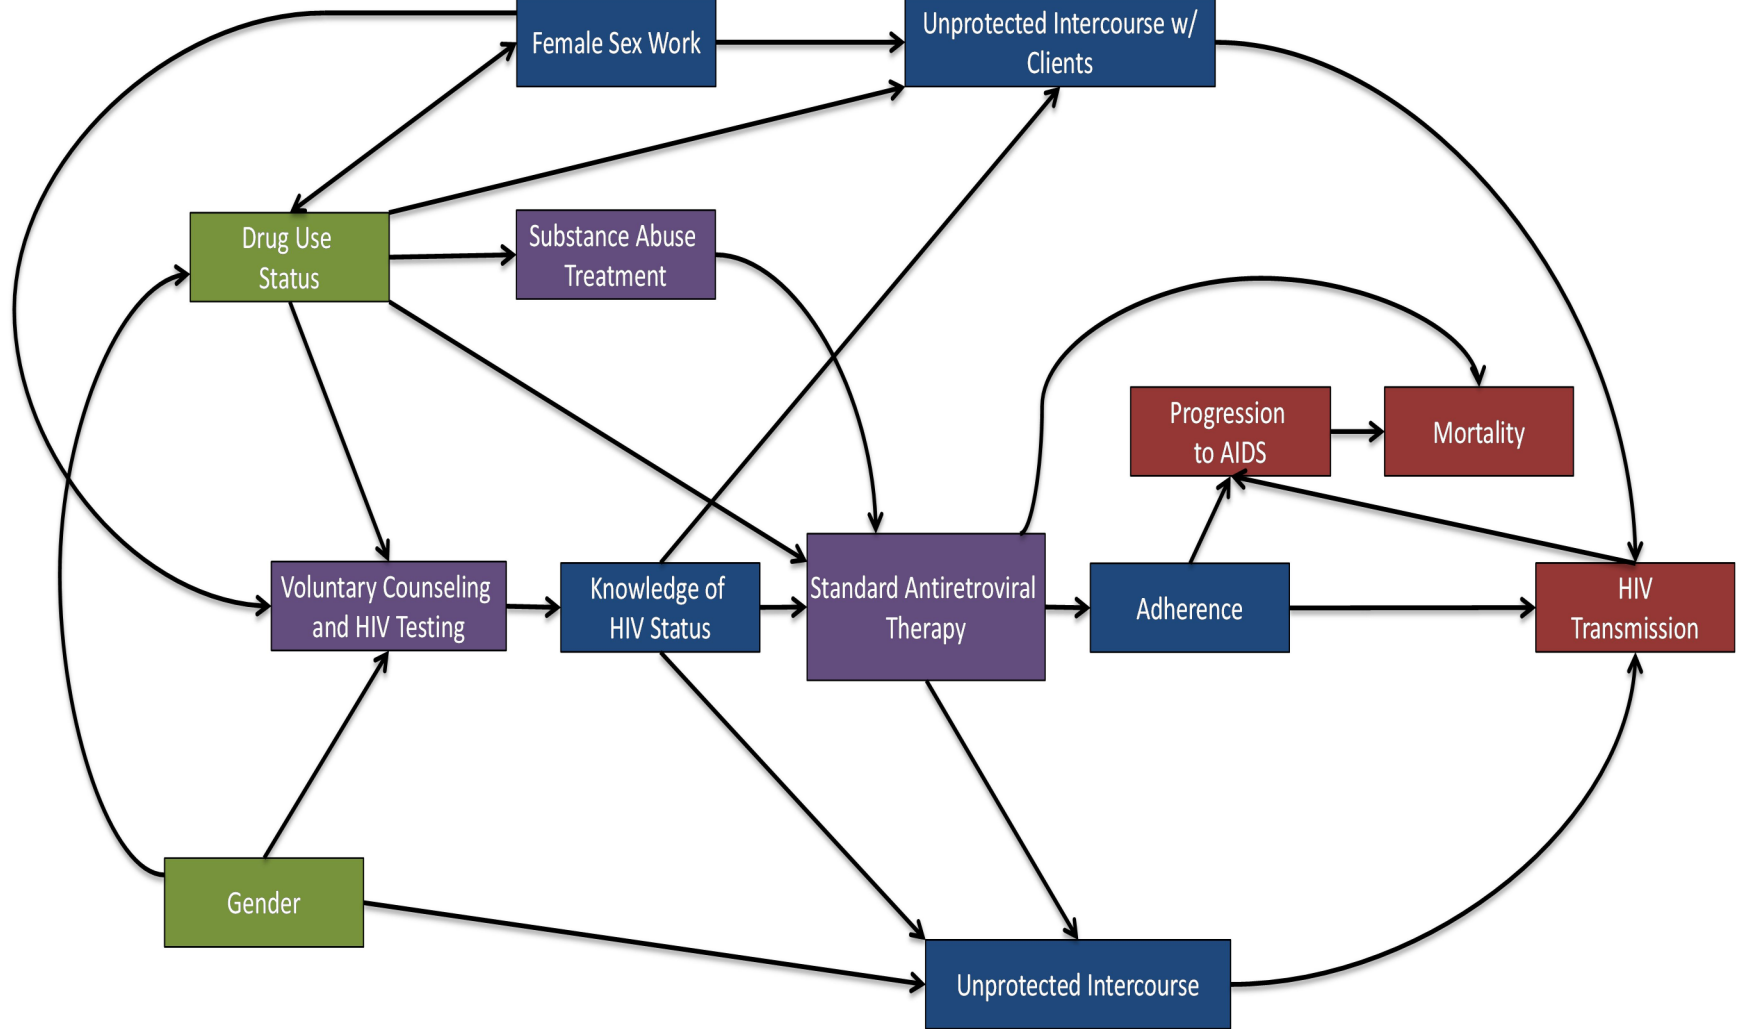 Female Sex Work
Unprotected Intercourse w/
Clients
Drug Use
Status
Substance Abuse
Treatment
Progression
to AIDS
Mortality
Voluntary Counseling
and HIV Testing
Knowledge of
HIV Status
Standard Antiretroviral
Therapy
Adherence
HIV
Transmission
Gender
Unprotected Intercourse